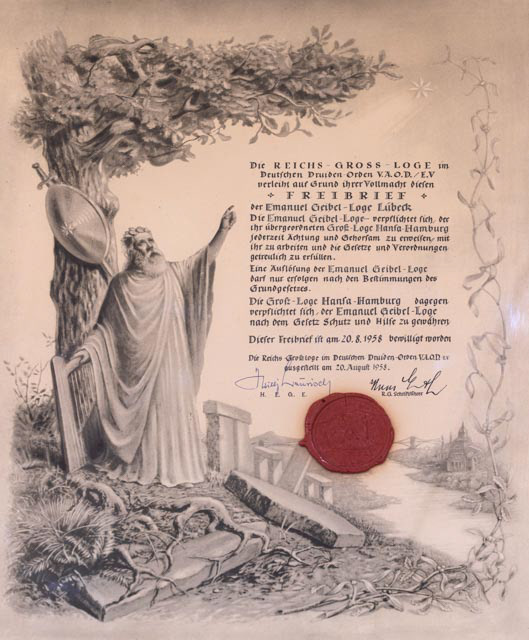 Die REICHS-GROSS-LOGE im
Deutschen Druiden Orden V.A.O.D./E.V
verleiht auf Grund ihrer Vollmacht diesen
FREIBRIEF
der Emanuel Geibel-Loge Lübeck
Die Emanuel Geibel-Loge verpflichtet sich, der
ihr übergeordneten Groß-Loge Hansa-Hamburg
jederzeit Achtung und Gehorsam zu erweisen, mit
ihr zu arbeiten und die Gesetze und Verordnungen
getreulich zu erfüllen.
Eine Auflösung der Emanuel Geibel-Loge
darf nur erfolgen nach den Bestimmungen des
Grundgesetzes.
Die Groß-Loge Hansa-Hamburg dagegen
verpflichtet sich, der Emanuel Geibel-Loge
nach dem Gesetz Schutz und Hilfe zu gewähren
Dieser Freibrief ist am 20.8.1958 bewilligt worden
Die Reichs-Großloge im Deutschen Druiden-Orden V.A.O.D. e.v
ausgestellt am 20. August 1958.
H. E. G. E.
R.G. Schriftführer